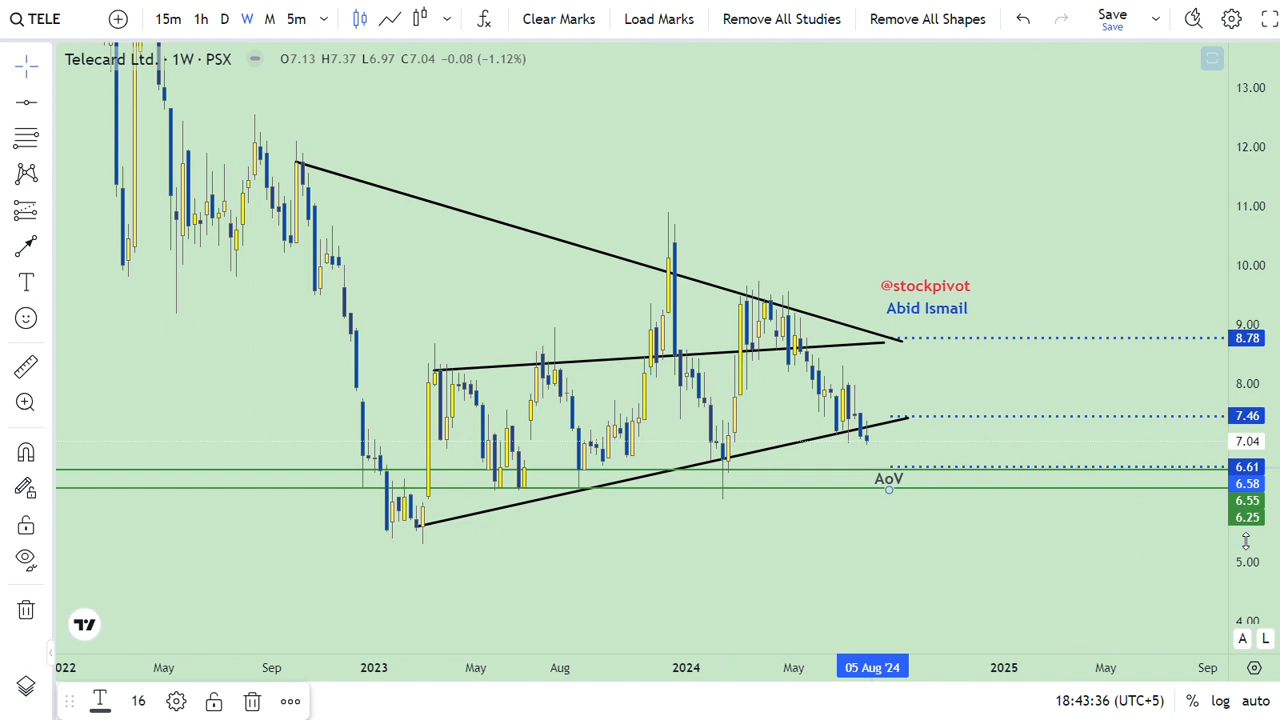 TELE 15m 1h D W M 5m Clear Marks Load Marks Remove All Studies Remove All Shapes Save
Save
Telecard Ltd. · 1W · PSX O7.13 H7.37 L6.97 C7.04 −0.08 (−1.12%)
13.00
12.00
11.00
10.00
@stockpivot
Abid Ismail
9.00
8.78
8.00
7.46
7.04
6.61
AoV
6.58
6.55
6.25
5.00
4.00
A L
2022 May Sep 2023 May Aug 2024 May 05 Aug '24 2025 May Sep
T 16 18:43:36 (UTC+5) % log auto